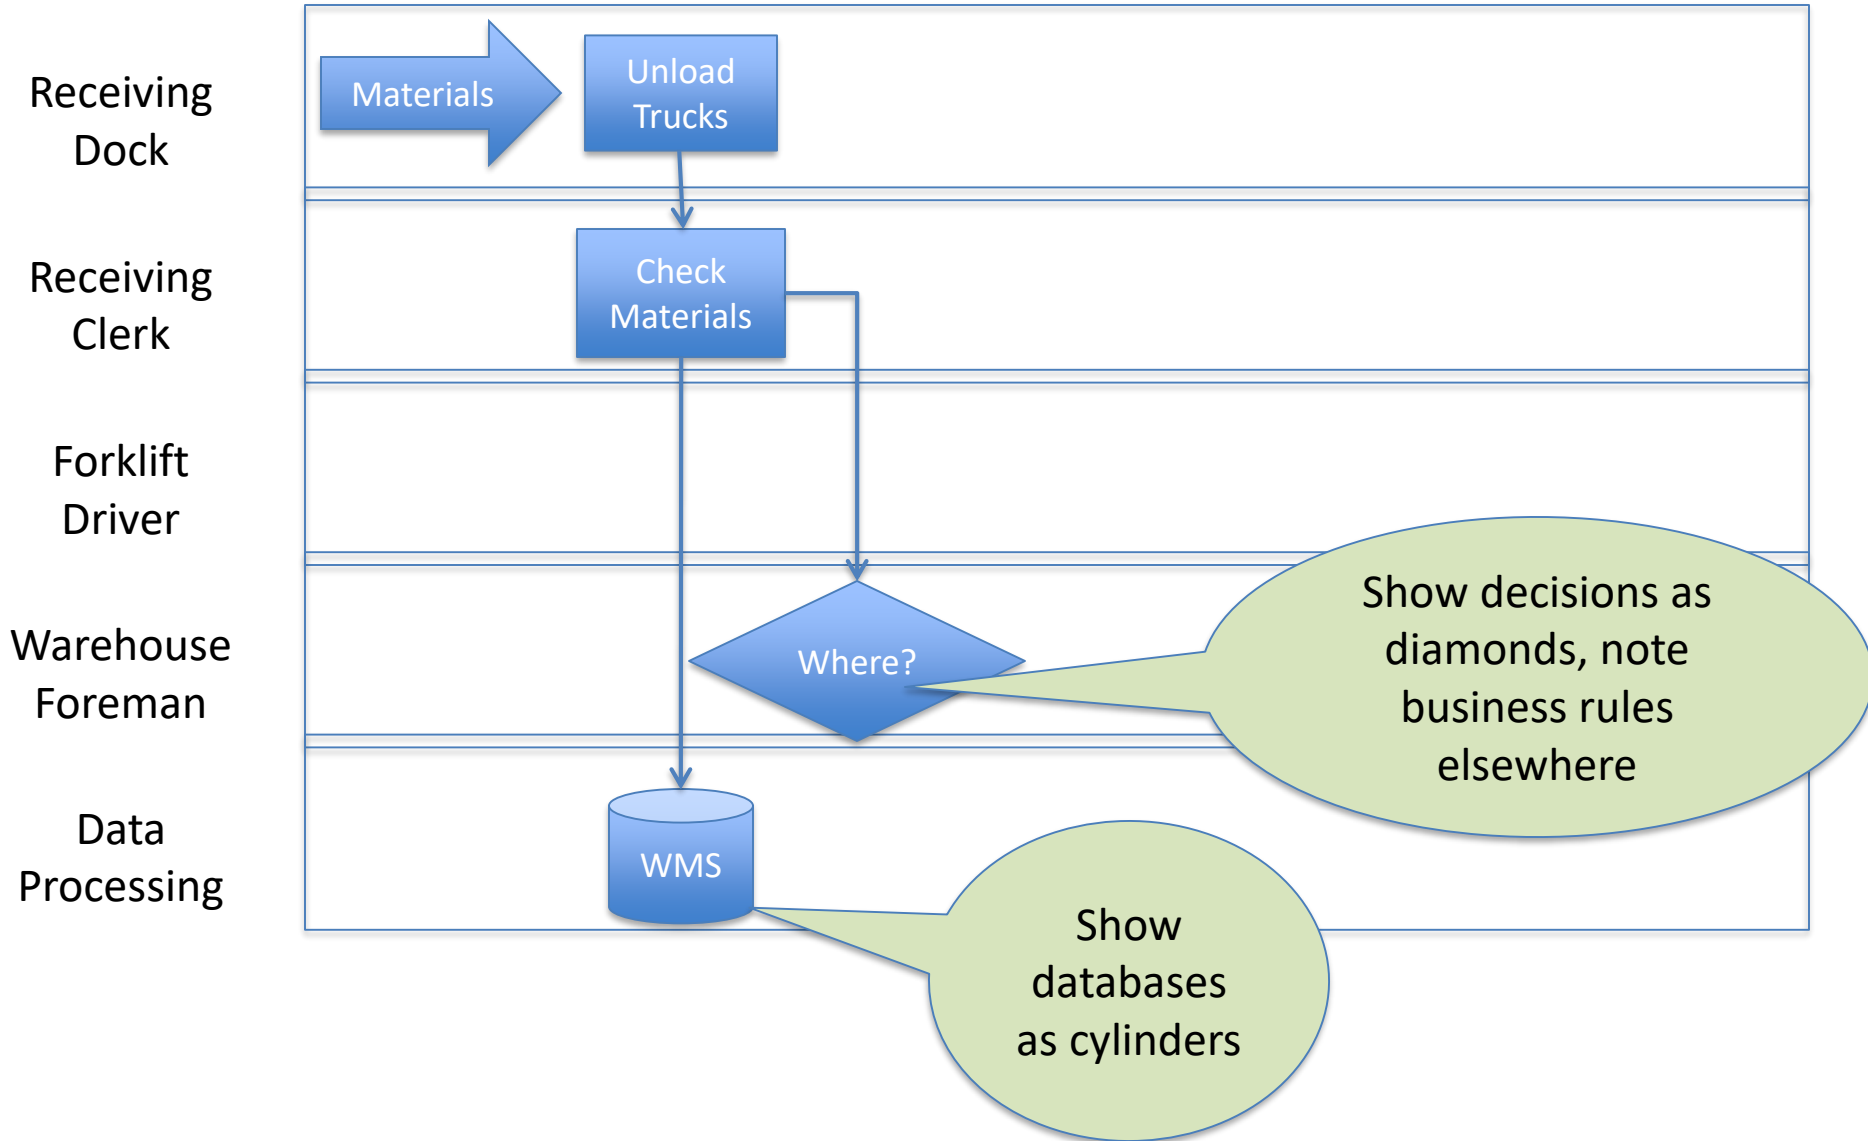 Receiving
Dock
Materials
Unload
Trucks
Receiving
Clerk
Check
Materials
Forklift
Driver
Warehouse
Foreman
Where?
Show decisions as
diamonds, note
business rules
elsewhere
Data
Processing
WMS
Show
databases
as cylinders